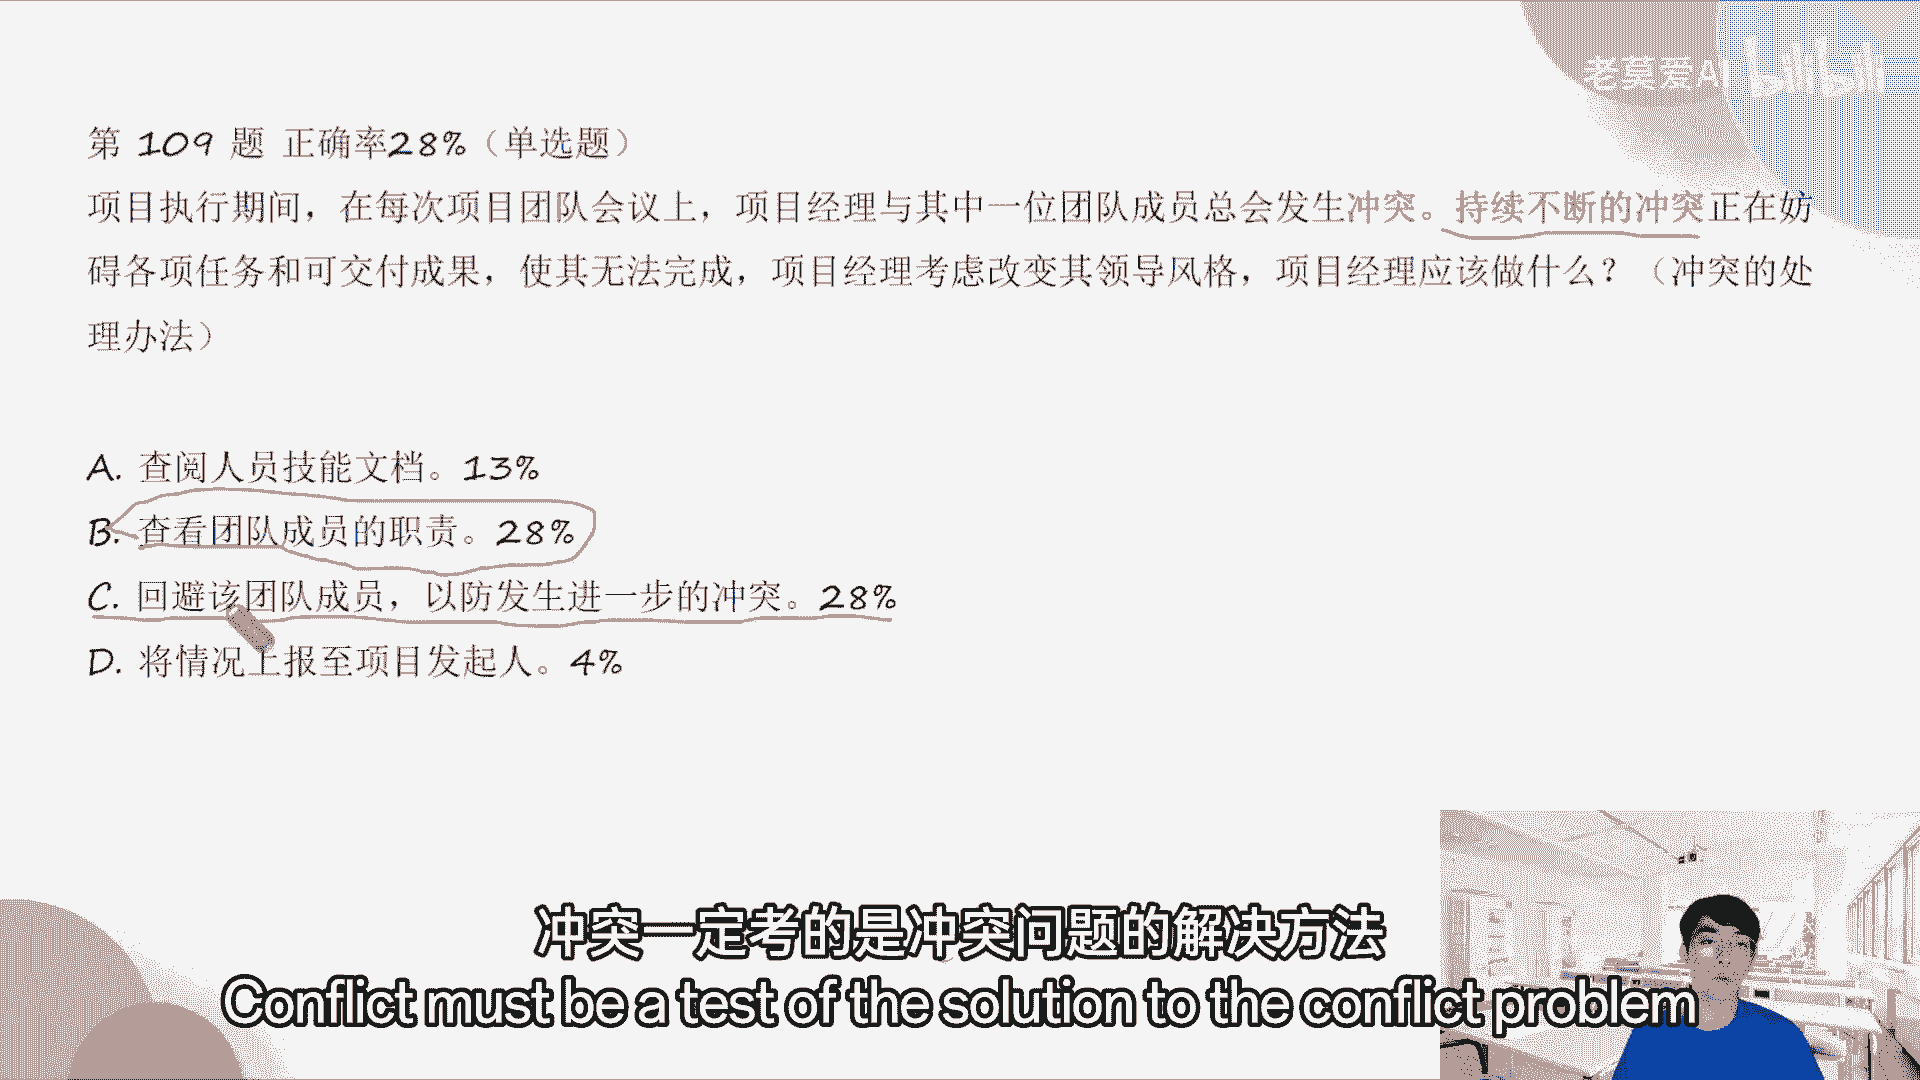 老莫爱AI bilibili
第 109 题 正确率28%（单选题）
项目执行期间，在每次项目团队会议上，项目经理与其中一位团队成员总会发生冲突。持续不断的冲突正在妨
碍各项任务和可交付成果，使其无法完成，项目经理考虑改变其领导风格，项目经理应该做什么？（冲突的处
理办法）
A. 查阅人员技能文档。13%
B. 查看团队成员的职责。28%
C. 回避该团队成员，以防发生进一步的冲突。28%
D. 将情况上报至项目发起人。4%
冲突一定考的是冲突问题的解决方法
Conflict must be a test of the solution to the conflict problem